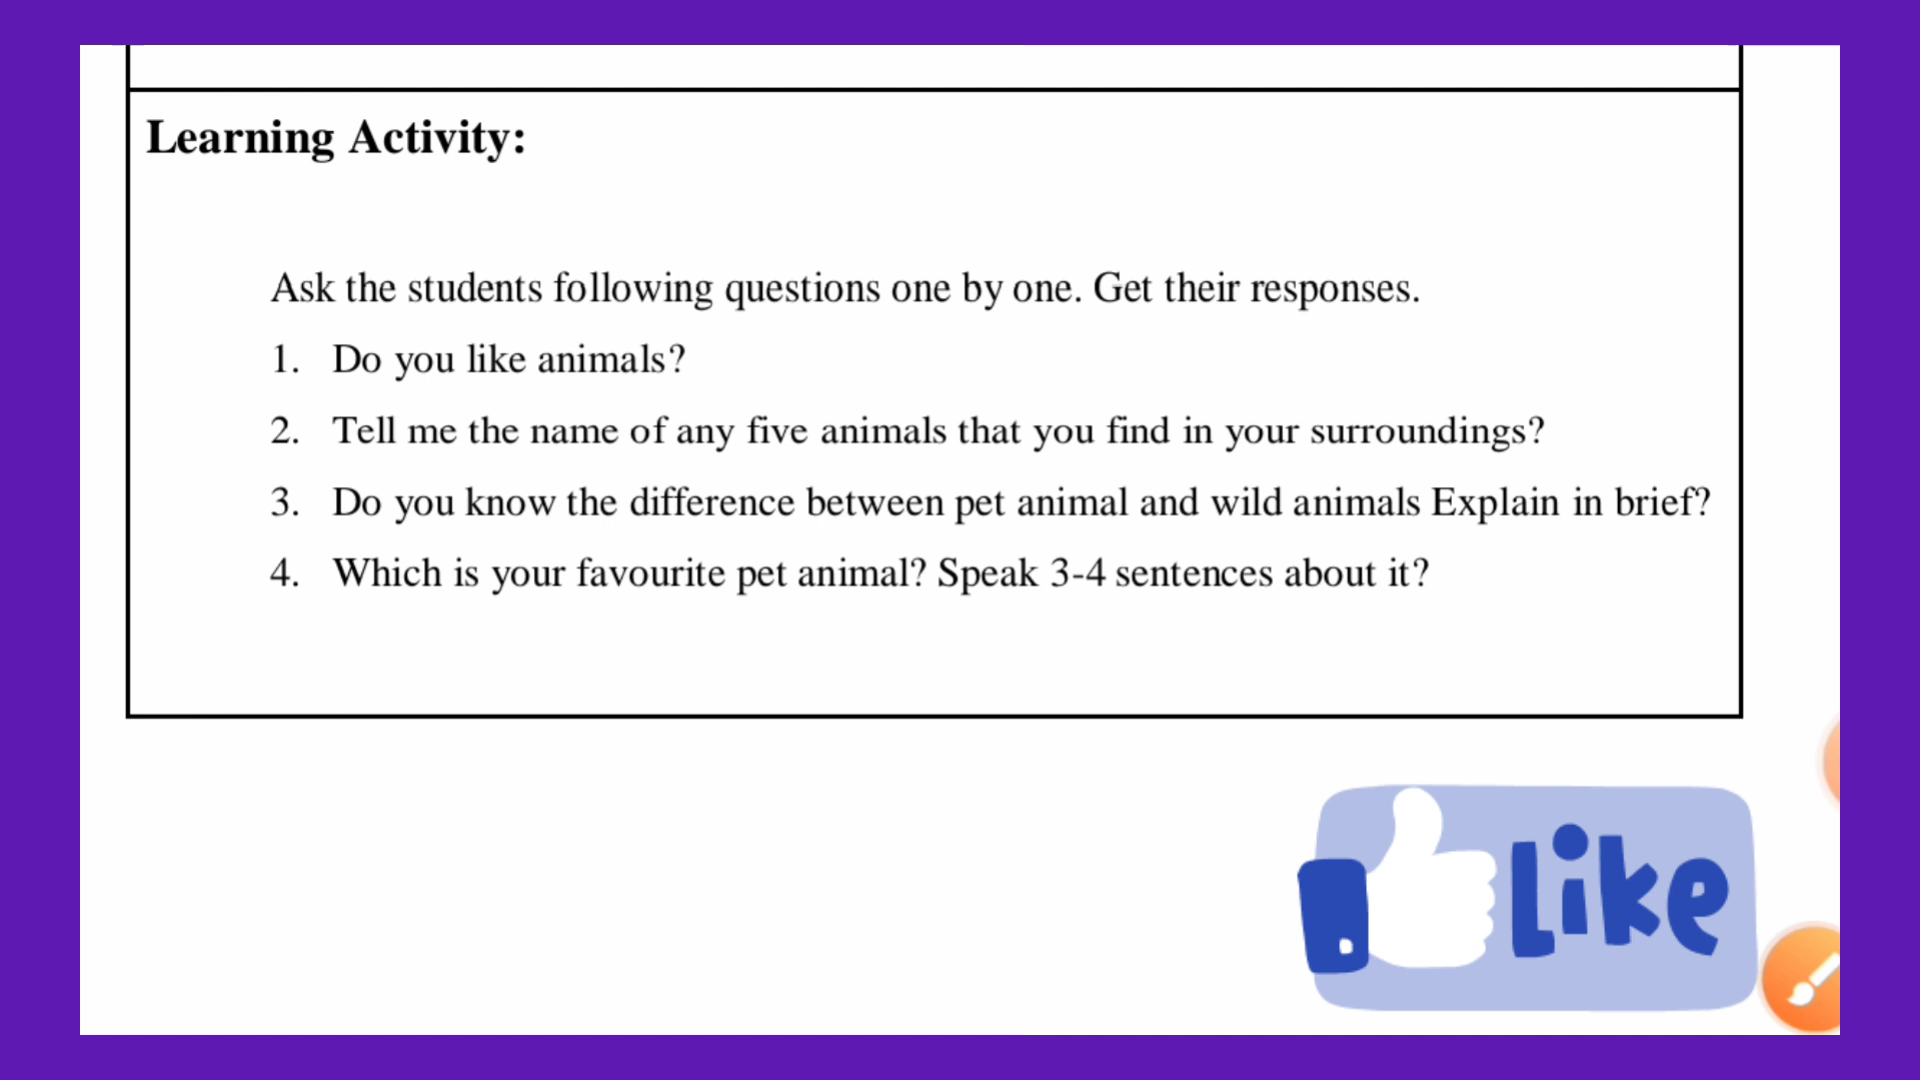 Learning Activity:
Ask the students following questions one by one. Get their responses.
1. Do you like animals?
2. Tell me the name of any five animals that you find in your surroundings?
3. Do you know the difference between pet animal and wild animals Explain in brief?
4. Which is your favourite pet animal? Speak 3-4 sentences about it?
Like